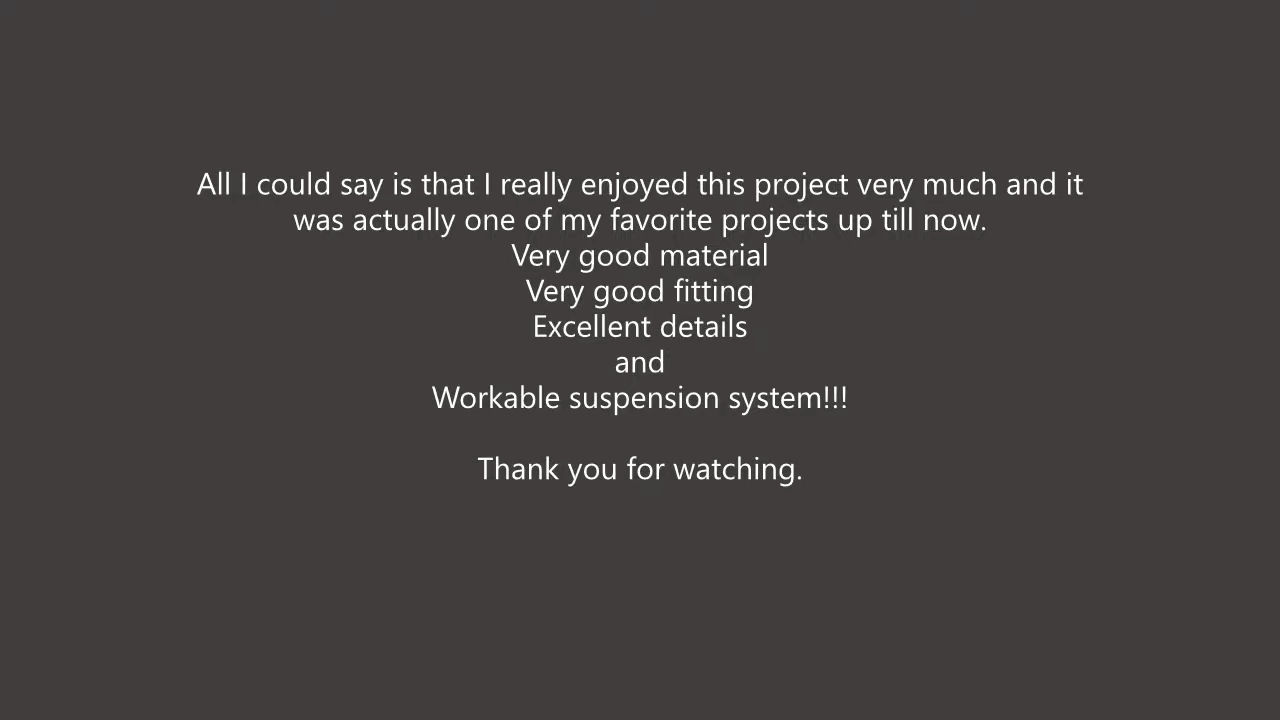 All I could say is that I really enjoyed this project very much and it
was actually one of my favorite projects up till now.
Very good material
Very good fitting
Excellent details
and
Workable suspension system!!!
Thank you for watching.